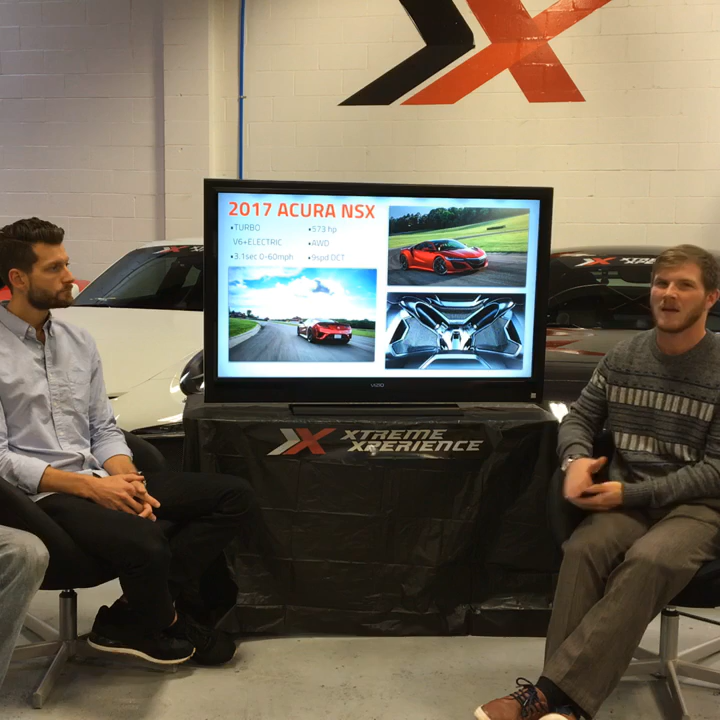 2017 ACURA NSX
•TURBO •573 hp
V6+ELECTRIC •AWD
•3.1sec 0-60mph •9spd DCT
VIZIO
XTREME
XPERIENCE